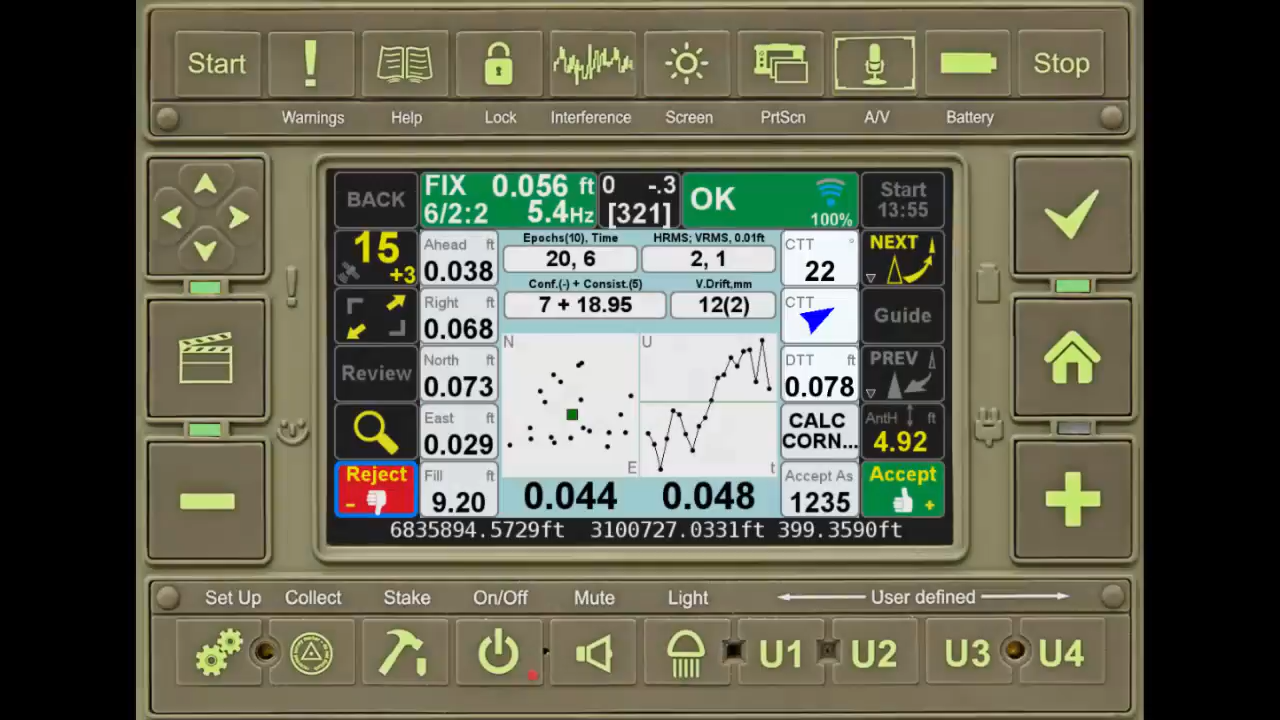 Start
Stop
Warnings
Help
Lock
Interference
Screen
PrtScn
A/V
Battery
BACK
FIX 0.056 ft
6/2:2 5.4Hz
0 -.3
[321]
OK
100%
Start
13:55
15
+3
Ahead ft
0.038
Epochs(10), Time
20, 6
HRMS; VRMS, 0.01ft
2, 1
CTT °
22
NEXT
Right ft
0.068
Conf.(-) + Consist.(5)
7 + 18.95
V.Drift,mm
12(2)
CTT
Guide
Review
North ft
0.073
N
E
U
t
DTT ft
0.078
PREV
East ft
0.029
CALC
CORN...
AntH ft
4.92
Reject
-
Fill ft
9.20
0.044
0.048
Accept As
1235
Accept
+
6835894.5729ft 3100727.0331ft 399.3590ft
Set Up
Collect
Stake
On/Off
Mute
Light
User defined
U1
U2
U3
U4